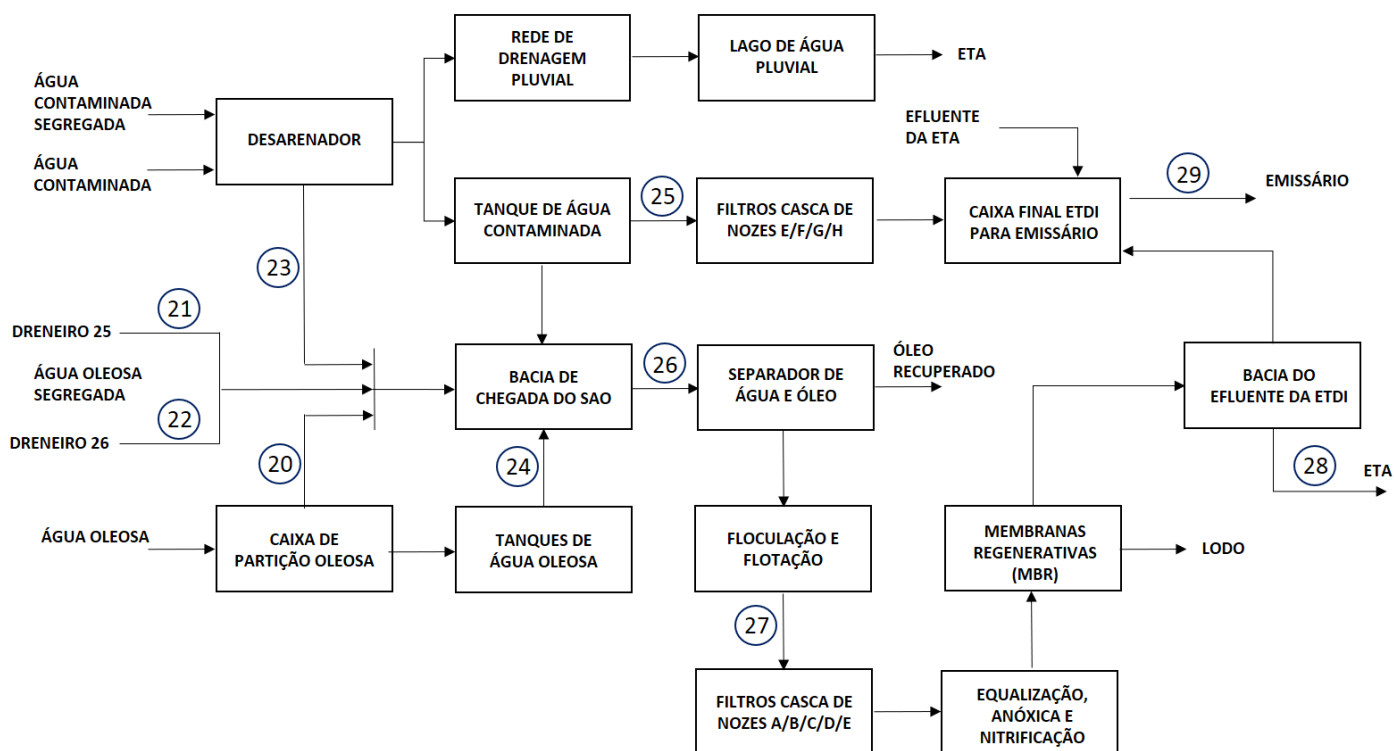 REDE DE
DRENAGEM
PLUVIAL
LAGO DE ÁGUA
PLUVIAL
ETA
ÁGUA
CONTAMINADA
SEGREGADA
ÁGUA
CONTAMINADA
DESARENADOR
EFLUENTE
DA ETA
TANQUE DE ÁGUA
CONTAMINADA
25
FILTROS CASCA DE
NOZES E/F/G/H
CAIXA FINAL ETDI
PARA EMISSÁRIO
29
EMISSÁRIO
23
21
DRENEIRO 25
ÁGUA OLEOSA
SEGREGADA
22
DRENEIRO 26
BACIA DE
CHEGADA DO SAO
26
SEPARADOR DE
ÁGUA E ÓLEO
ÓLEO
RECUPERADO
BACIA DO
EFLUENTE DA ETDI
28
ETA
20
24
ÁGUA OLEOSA
CAIXA DE
PARTIÇÃO OLEOSA
TANQUES DE
ÁGUA OLEOSA
FLOCULAÇÃO E
FLOTAÇÃO
MEMBRANAS
REGENERATIVAS
(MBR)
LODO
27
FILTROS CASCA DE
NOZES A/B/C/D/E
EQUALIZAÇÃO,
ANÓXICA E
NITRIFICAÇÃO